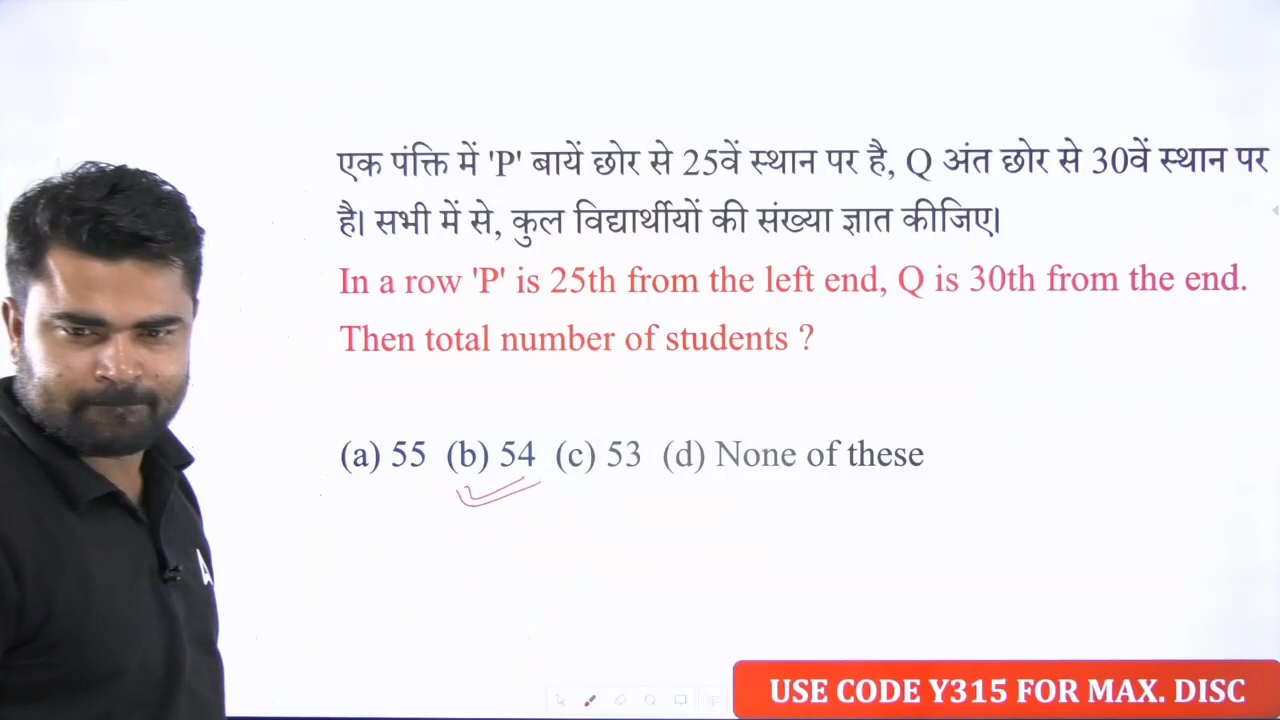 एक पंक्ति में 'P' बायें छोर से 25वें स्थान पर है, Q अंत छोर से 30वें स्थान पर
है। सभी में से, कुल विद्यार्थीयों की संख्या ज्ञात कीजिए।
In a row 'P' is 25th from the left end, Q is 30th from the end.
Then total number of students ?
(a) 55 (b) 54 (c) 53 (d) None of these
USE CODE Y315 FOR MAX. DISC